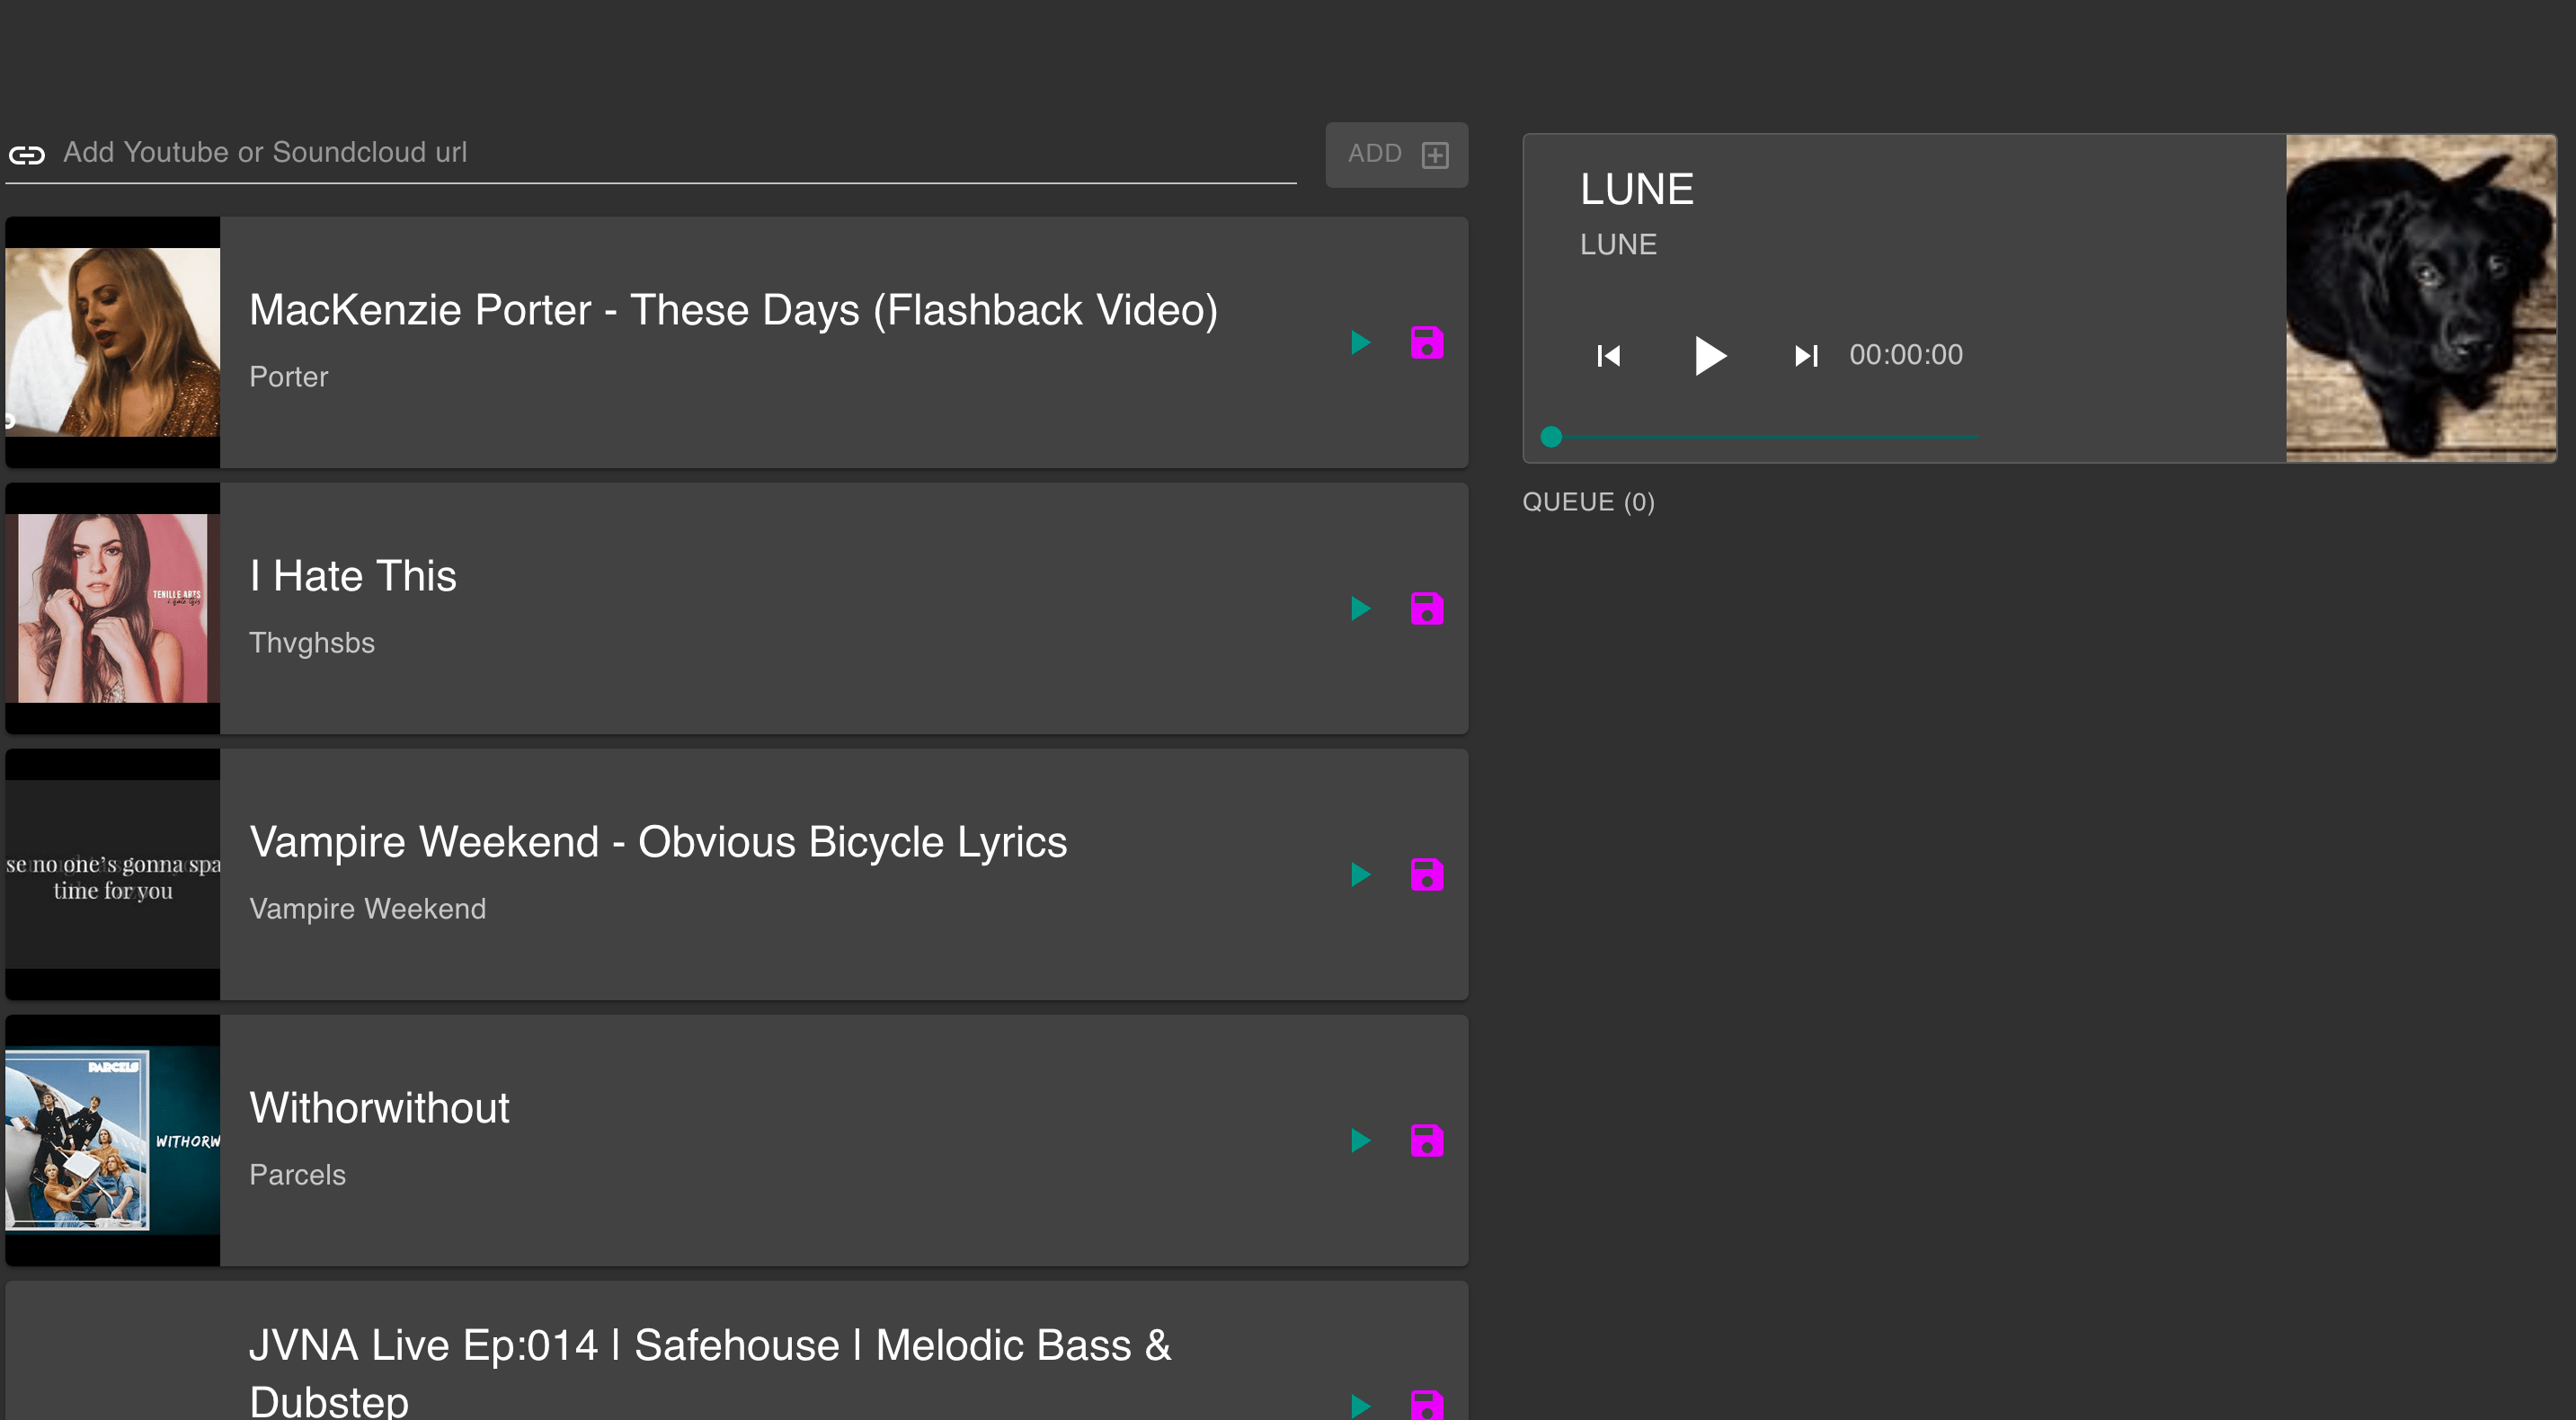 Add Youtube or Soundcloud url
ADD
MacKenzie Porter - These Days (Flashback Video)
Porter
TENILLE ARTS
I Hate This
Thvghsbs
se no one's gonna spa
time for you
Vampire Weekend - Obvious Bicycle Lyrics
Vampire Weekend
PARCELS
WITHORW
Withorwithout
Parcels
JVNA Live Ep:014 | Safehouse | Melodic Bass &
Dubstep
LUNE
LUNE
00:00:00
QUEUE (0)